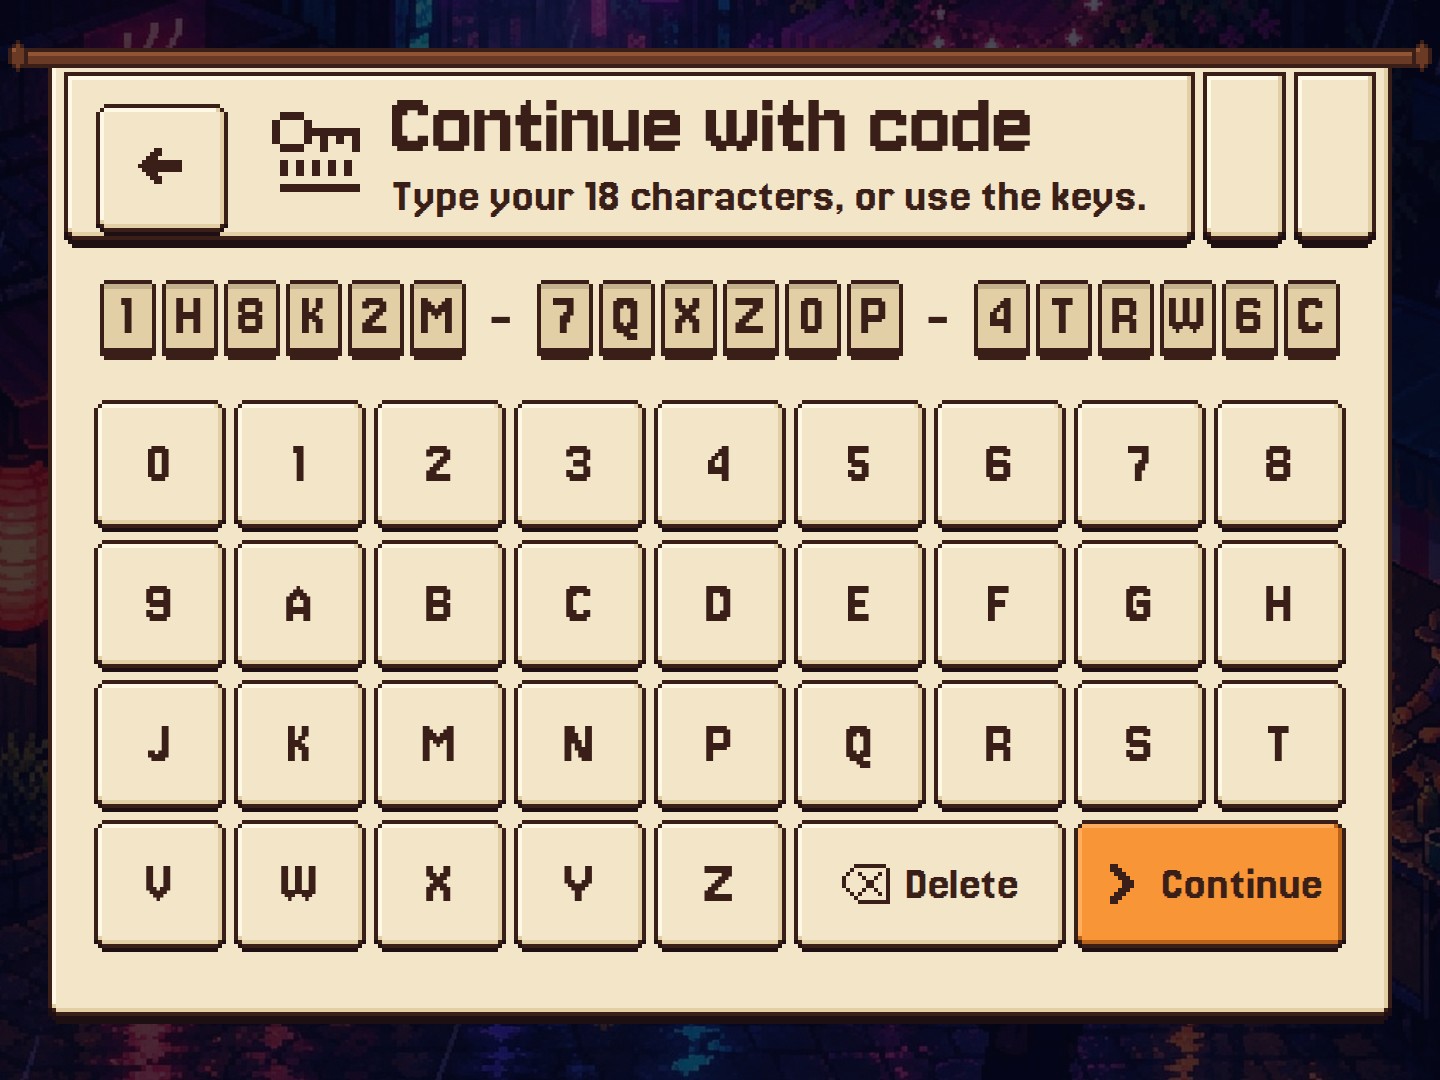 Continue with code
Type your 18 characters, or use the keys.
1H8K2M - 7QXZ0P - 4TRW6C
0 1 2 3 4 5 6 7 8
9 A B C D E F G H
J K M N P Q R S T
V W X Y Z Delete Continue